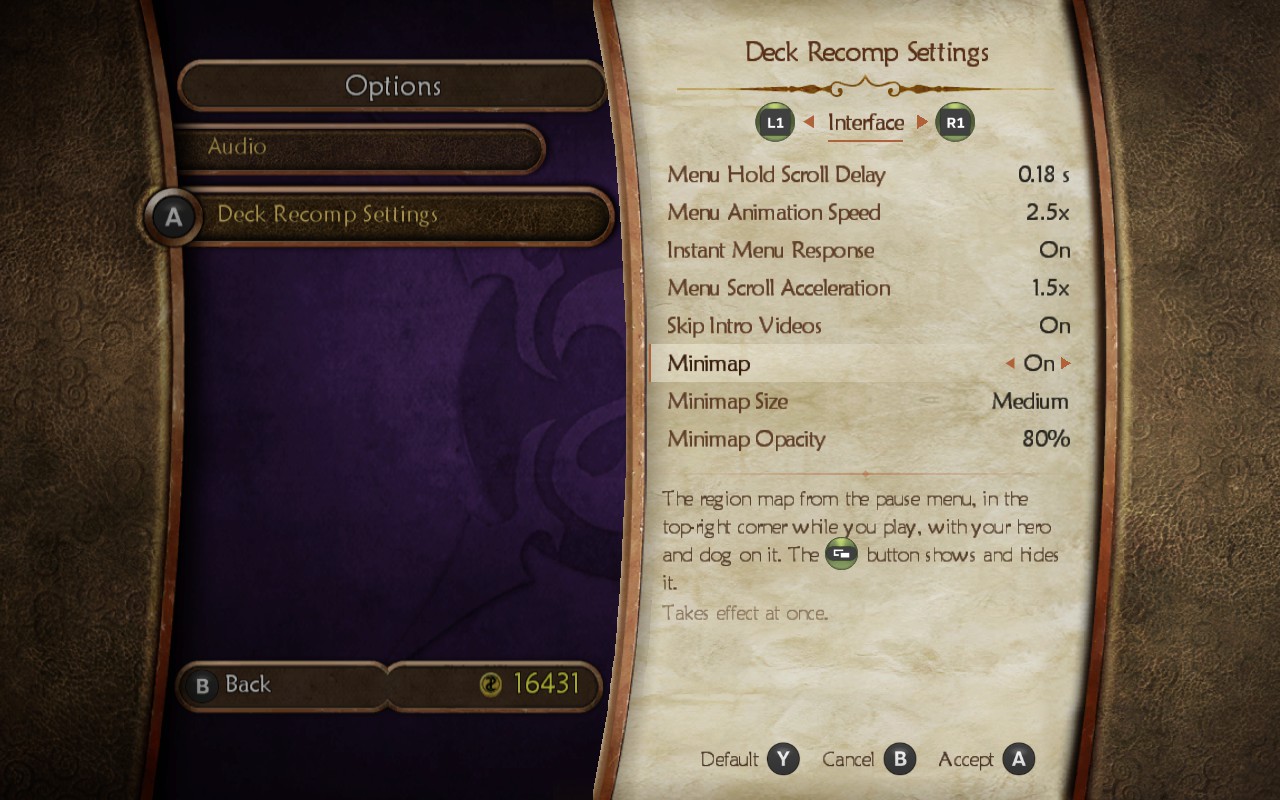 Options
Audio
A Deck Recomp Settings
B Back
16431
Deck Recomp Settings
L1 Interface R1
Menu Hold Scroll Delay 0.18 s
Menu Animation Speed 2.5x
Instant Menu Response On
Menu Scroll Acceleration 1.5x
Skip Intro Videos On
Minimap On
Minimap Size Medium
Minimap Opacity 80%
The region map from the pause menu, in the
top-right corner while you play, with your hero
and dog on it. The button shows and hides
it.
Takes effect at once.
Default Y Cancel B Accept A